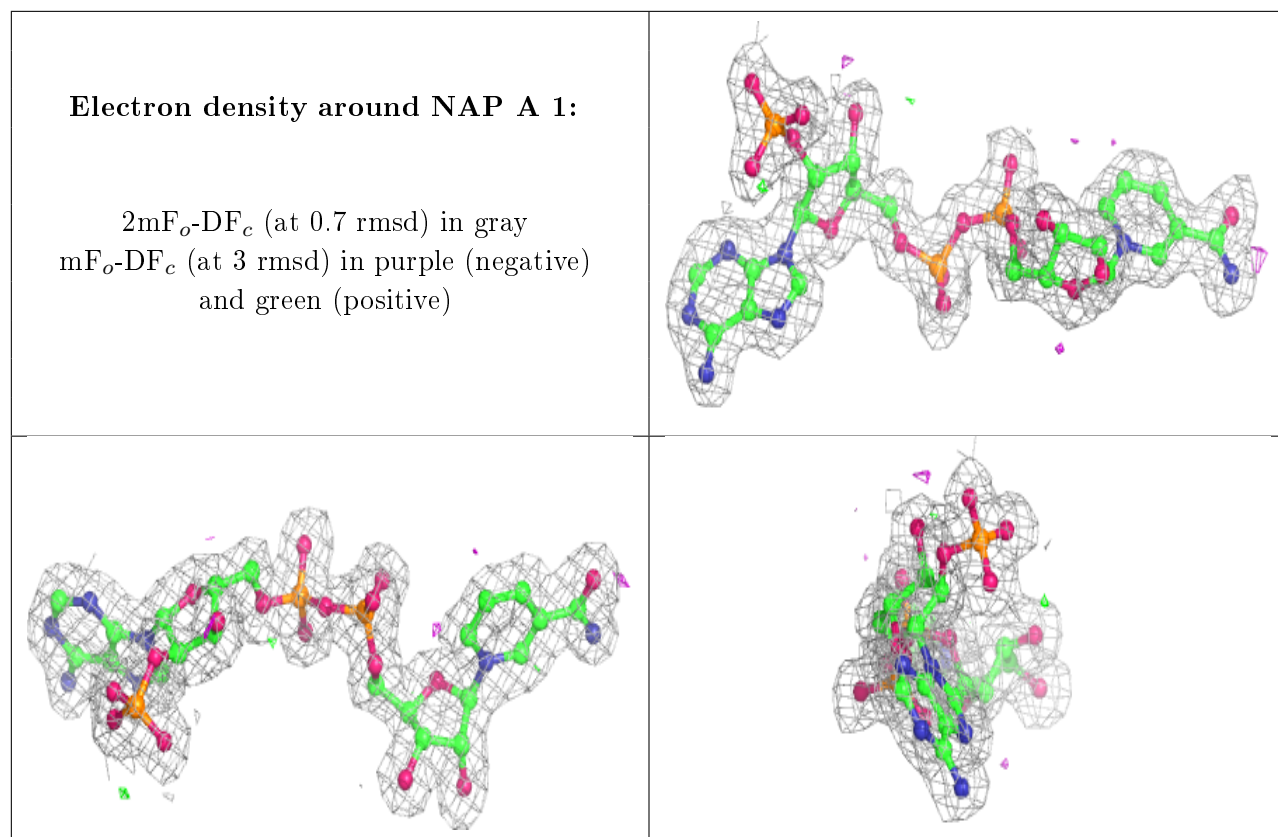 Electron density around NAP A 1:
2mFₒ-DF𝒸 (at 0.7 rmsd) in gray
mFₒ-DF𝒸 (at 3 rmsd) in purple (negative)
and green (positive)